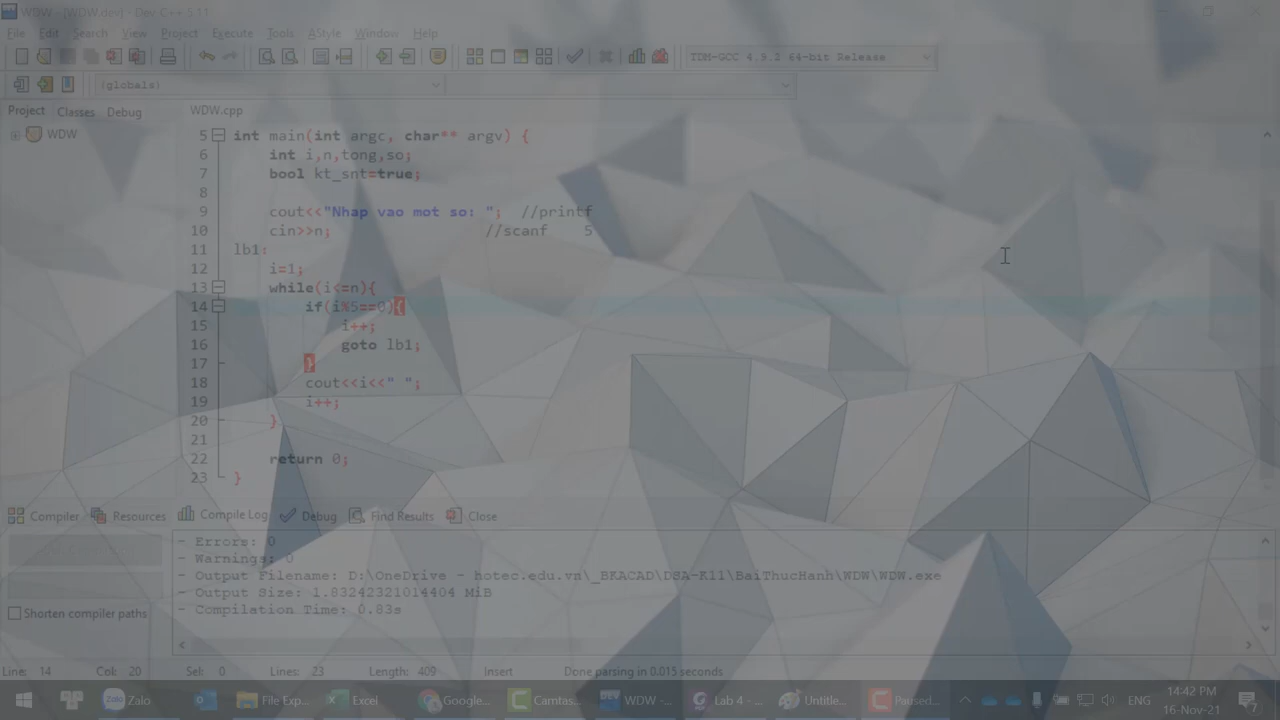 WDW - [WDW.dev] - Dev-C++ 5.11
File Edit Search View Project Execute Tools AStyle Window Help
TDM-GCC 4.9.2 64-bit Release
(globals)
Project Classes Debug WDW.cpp
WDW
5 int main(int argc, char** argv) {
6 int i,n,tong,so;
7 bool kt_snt=true;
8
9 cout<<"Nhap vao mot so: "; //printf
10 cin>>n; //scanf 5
11 lb1:
12 i=1;
13 while(i<=n){
14 if(i%5==0){
15 i++;
16 goto lb1;
17 }
18 cout<<i<<" ";
19 i++;
20 }
21
22 return 0;
23 }
Compiler Resources Compile Log Debug Find Results Close
- Errors: 0
- Warnings: 0
- Output Filename: D:\OneDrive - hotec.edu.vn\_BKACAD\DSA-K11\BaiThucHanh\WDW\WDW.exe
- Output Size: 1.83242321014404 MiB
- Compilation Time: 0.83s
Shorten compiler paths
Line: 14 Col: 20 Sel: 0 Lines: 23 Length: 409 Insert Done parsing in 0.015 seconds
Zalo File Exp... Excel Google... Camtas... WDW -... Lab 4 -... Untitle... Paused... ENG 14:42 PM
16-Nov-21 7